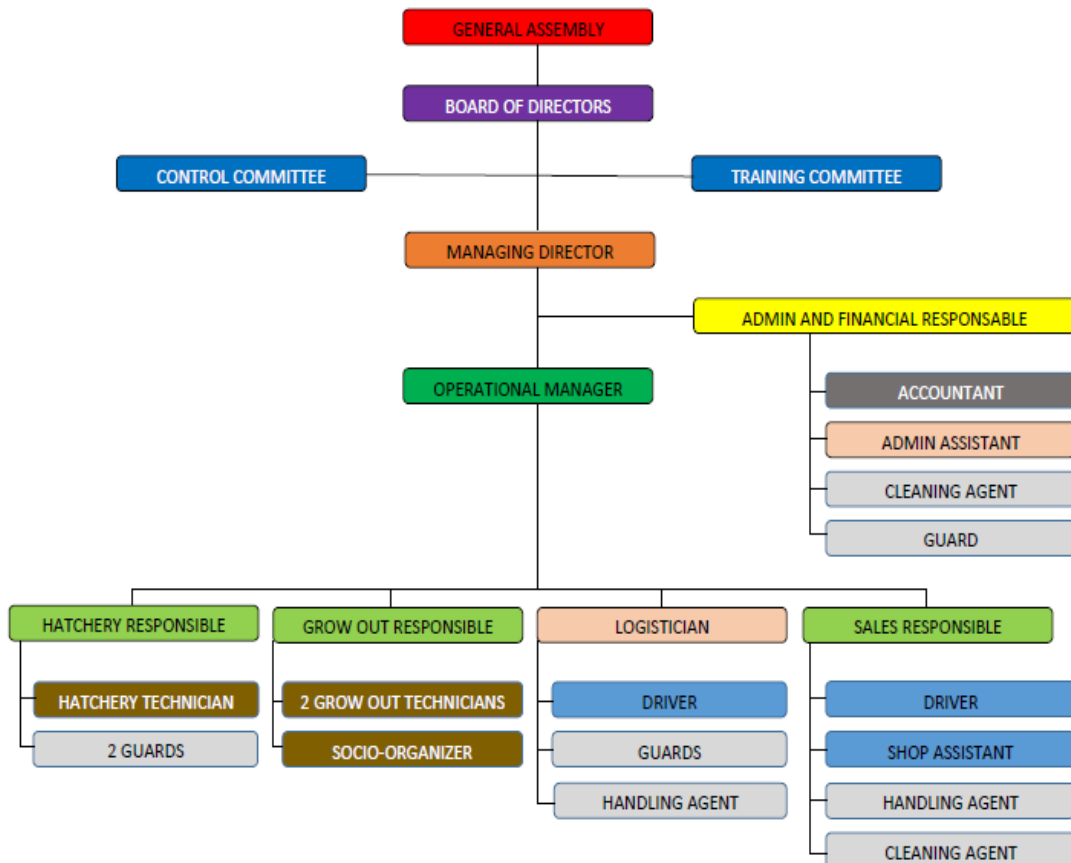 GENERAL ASSEMBLY
BOARD OF DIRECTORS
CONTROL COMMITTEE
TRAINING COMMITTEE
MANAGING DIRECTOR
ADMIN AND FINANCIAL RESPONSABLE
OPERATIONAL MANAGER
ACCOUNTANT
ADMIN ASSISTANT
CLEANING AGENT
GUARD
HATCHERY RESPONSIBLE
HATCHERY TECHNICIAN
2 GUARDS
GROW OUT RESPONSIBLE
2 GROW OUT TECHNICIANS
SOCIO-ORGANIZER
LOGISTICIAN
DRIVER
GUARDS
HANDLING AGENT
SALES RESPONSIBLE
DRIVER
SHOP ASSISTANT
HANDLING AGENT
CLEANING AGENT